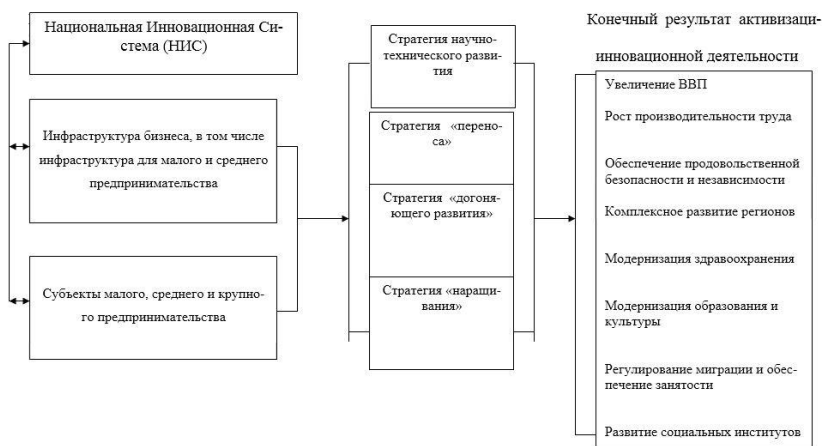 Национальная Инновационная Си-
стема (НИС)
Инфраструктура бизнеса, в том числе
инфраструктура для малого и среднего
предпринимательства
Субъекты малого, среднего и крупно-
го предпринимательства
Стратегия научно-
технического разви-
тия
Стратегия «перено-
са»
Стратегия «догоня-
ющего развития»
Стратегия «наращи-
вания»
Конечный результат активизаци-
инновационной деятельности
Увеличение ВВП
Рост производительности труда
Обеспечение продовольственной
безопасности и независимости
Комплексное развитие регионов
Модернизация здравоохранения
Модернизация образования и
культуры
Регулирование миграции и обес-
печение занятости
Развитие социальных институтов